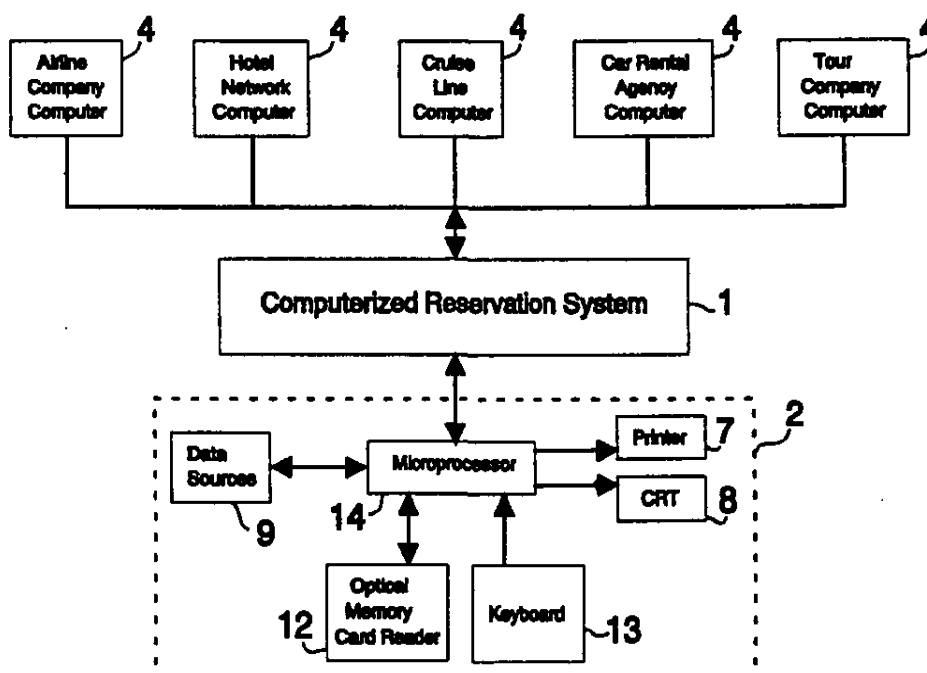 4 4 4 4 4
Airline Hotel Cruise Car Rental Tour
Company Network Line Agency Company
Computer Computer Computer Computer Computer
Computerized Reservation System
1
2
Data
Sources
9
Microprocessor
14
Printer
7
CRT
8
Optical
Memory
Card Reader
12
Keyboard
13